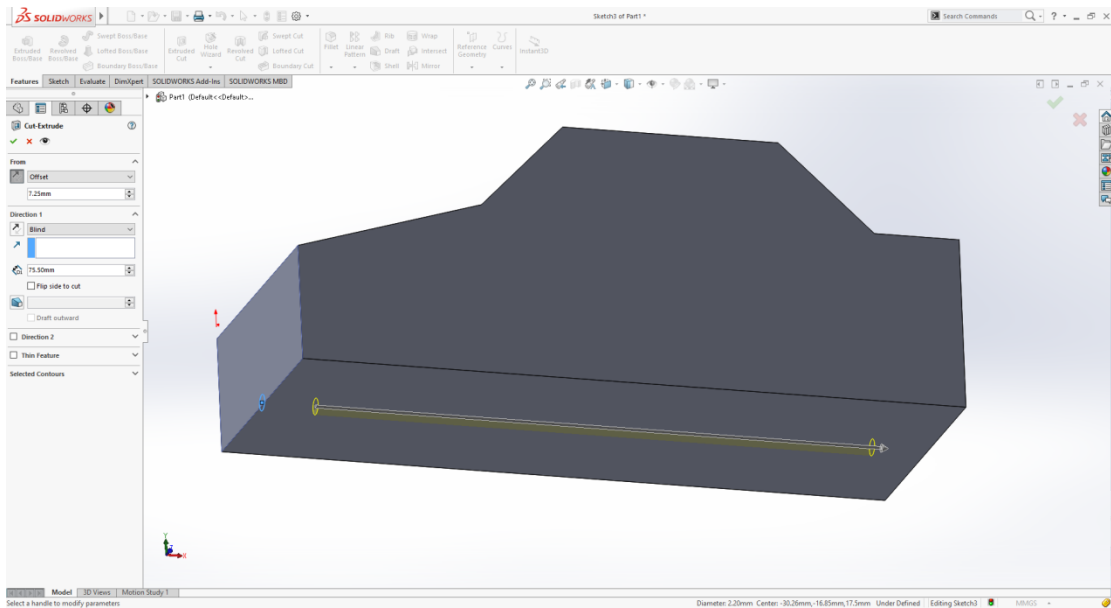 SOLIDWORKS
Sketch3 of Part1 *
Search Commands
Extruded Boss/Base
Revolved Boss/Base
Swept Boss/Base
Lofted Boss/Base
Boundary Boss/Base
Extruded Cut
Hole Wizard
Revolved Cut
Swept Cut
Lofted Cut
Boundary Cut
Fillet
Linear Pattern
Rib
Draft
Shell
Wrap
Intersect
Mirror
Reference Geometry
Curves
Instant3D
Features Sketch Evaluate DimXpert SOLIDWORKS Add-Ins SOLIDWORKS MBD
Part1 (Default<<Default>...
Cut-Extrude
From
Offset
7.25mm
Direction 1
Blind
75.50mm
Flip side to cut
Draft outward
Direction 2
Thin Feature
Selected Contours
Y
X
Model 3D Views Motion Study 1
Select a handle to modify parameters
Diameter: 2.20mm Center: -30.26mm,-16.85mm,17.5mm Under Defined Editing Sketch3 MMGS